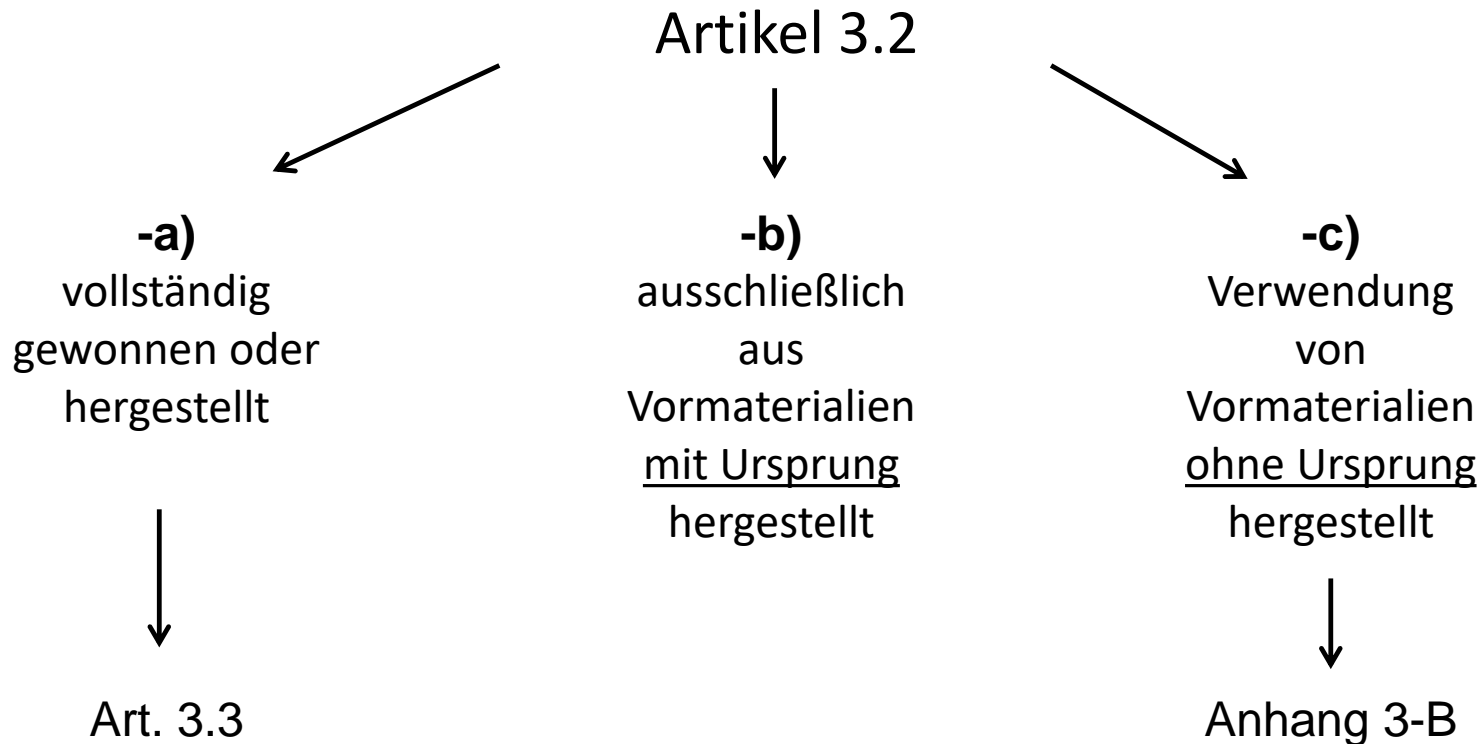 Artikel 3.2
-a)
vollständig
gewonnen oder
hergestellt
Art. 3.3
-b)
ausschließlich
aus
Vormaterialien
mit Ursprung
hergestellt
-c)
Verwendung
von
Vormaterialien
ohne Ursprung
hergestellt
Anhang 3-B